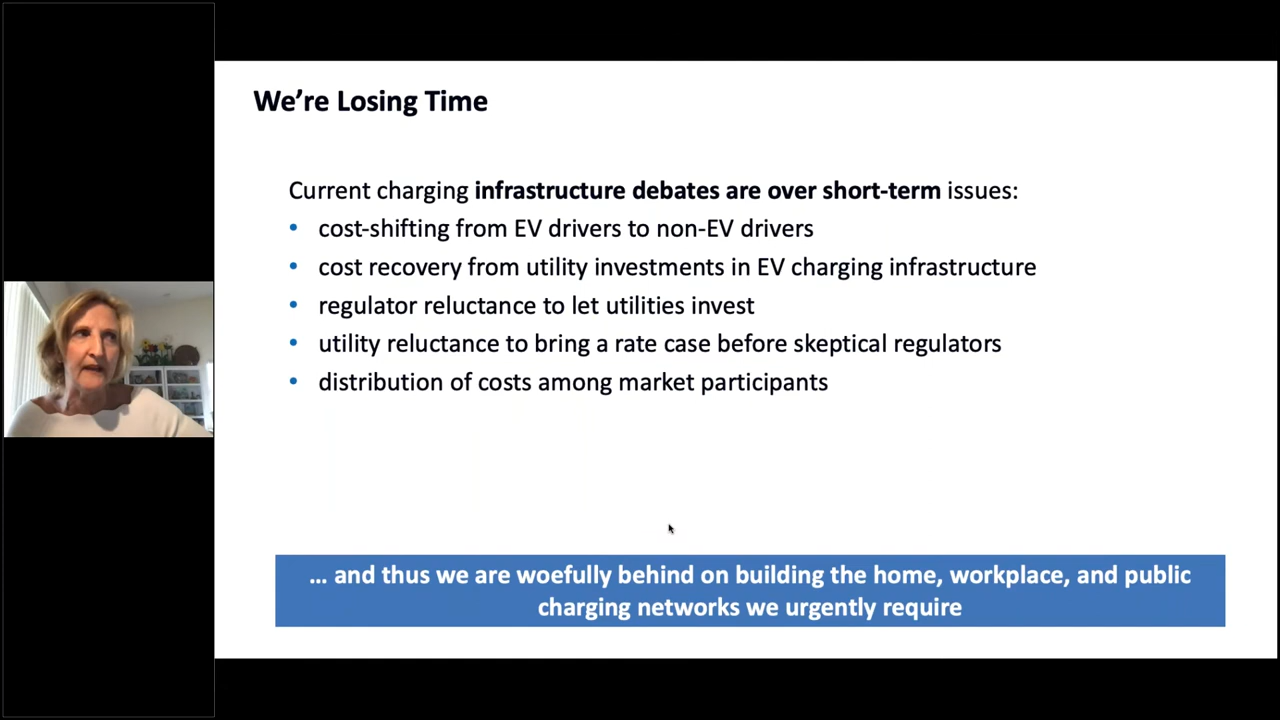 We're Losing Time
Current charging infrastructure debates are over short-term issues:
• cost-shifting from EV drivers to non-EV drivers
• cost recovery from utility investments in EV charging infrastructure
• regulator reluctance to let utilities invest
• utility reluctance to bring a rate case before skeptical regulators
• distribution of costs among market participants
... and thus we are woefully behind on building the home, workplace, and public
charging networks we urgently require